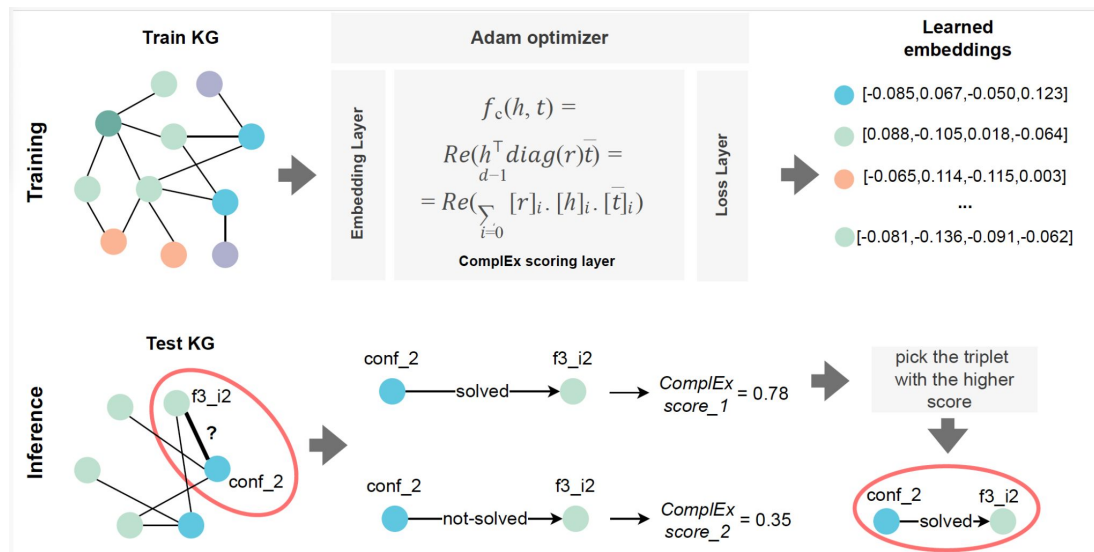 Train KG
Adam optimizer
Learned
embeddings
Training
Embedding Layer
f_c(h, t) =
Re(h^⊤ diag(r) t̅) =
= Re(∑_{i=0}^{d−1} [r]_i . [h]_i . [t̅]_i)
ComplEx scoring layer
Loss Layer
[-0.085,0.067,-0.050,0.123]
[0.088,-0.105,0.018,-0.064]
[-0.065,0.114,-0.115,0.003]
...
[-0.081,-0.136,-0.091,-0.062]
Inference
Test KG
f3_i2
?
conf_2
conf_2
f3_i2
solved
ComplEx
score_1 = 0.78
conf_2
f3_i2
not-solved
ComplEx
score_2 = 0.35
pick the triplet
with the higher
score
conf_2
f3_i2
solved